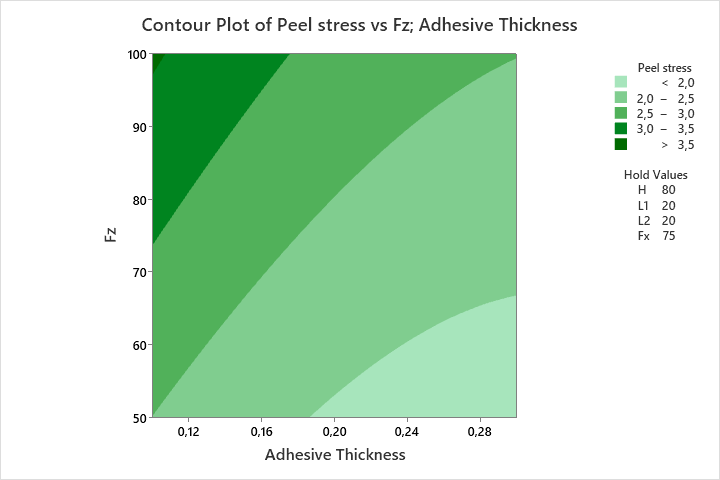 Contour Plot of Peel stress vs Fz; Adhesive Thickness
Peel stress
< 2,0
2,0 – 2,5
2,5 – 3,0
3,0 – 3,5
> 3,5
Hold Values
H 80
L1 20
L2 20
Fx 75
Fz
100
90
80
70
60
50
0,12 0,16 0,20 0,24 0,28
Adhesive Thickness